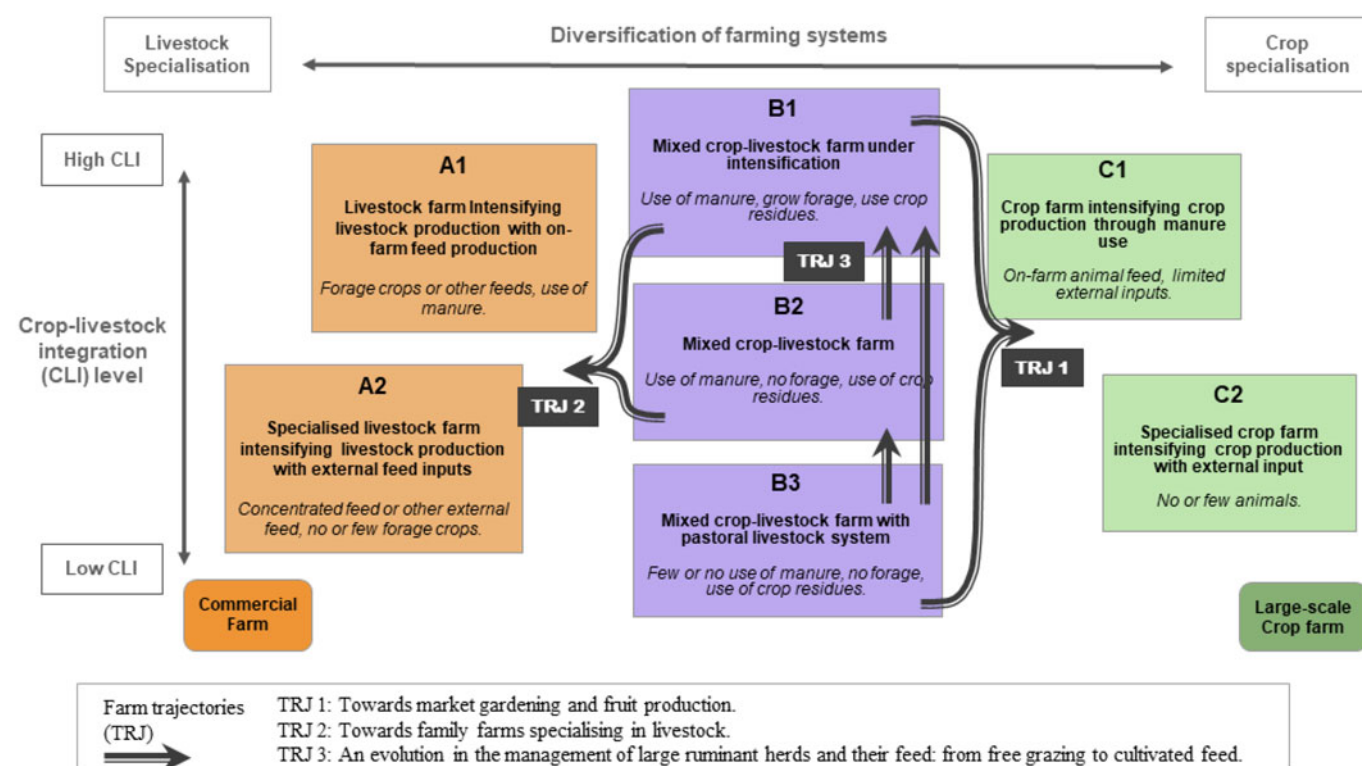 Livestock
Specialisation
Diversification of farming systems
Crop
specialisation
High CLI
Crop-livestock
integration
(CLI) level
Low CLI
A1
Livestock farm Intensifying
livestock production with on-
farm feed production
Forage crops or other feeds, use of
manure.
A2
Specialised livestock farm
intensifying livestock production
with external feed inputs
Concentrated feed or other external
feed, no or few forage crops.
Commercial
Farm
B1
Mixed crop-livestock farm under
intensification
Use of manure, grow forage, use crop
residues.
TRJ 3
B2
Mixed crop-livestock farm
Use of manure, no forage, use of crop
residues.
TRJ 2
B3
Mixed crop-livestock farm with
pastoral livestock system
Few or no use of manure, no forage,
use of crop residues.
TRJ 1
C1
Crop farm intensifying crop
production through manure
use
On-farm animal feed, limited
external inputs.
C2
Specialised crop farm
intensifying crop production
with external input
No or few animals.
Large-scale
Crop farm
Farm trajectories
(TRJ)
TRJ 1: Towards market gardening and fruit production.
TRJ 2: Towards family farms specialising in livestock.
TRJ 3: An evolution in the management of large ruminant herds and their feed: from free grazing to cultivated feed.